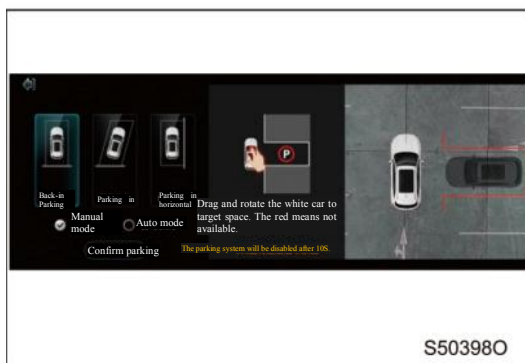 Back-in
Parking
Parking in
Parking in
horizontal
Manual
mode
Auto mode
Confirm parking
P
Drag and rotate the white car to
target space. The red means not
available.
The parking system will be disabled after 10S.
S50398O